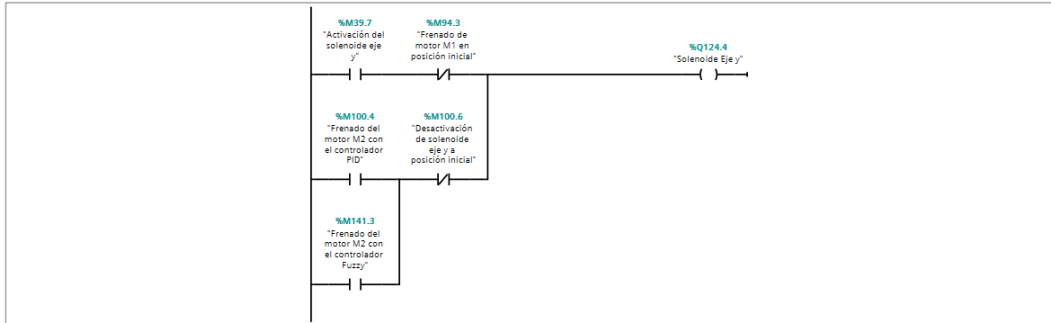 %M39.7
"Activación del
solenoide eje
y"
%M94.3
"Frenado de
motor M1 en
posición inicial"
%Q124.4
"Solenoide Eje y"
%M100.4
"Frenado del
motor M2 con
el controlador
PID"
%M100.6
"Desactivación
de solenoide
eje y a
posición inicial"
%M141.3
"Frenado del
motor M2 con
el controlador
Fuzzy"